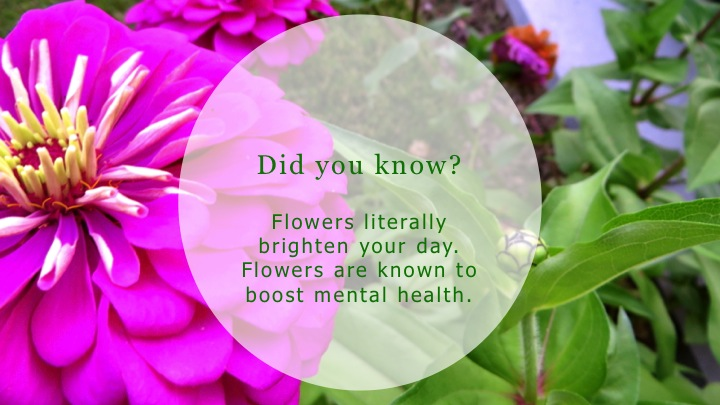 Did you know?
Flowers literally
brighten your day.
Flowers are known to
boost mental health.